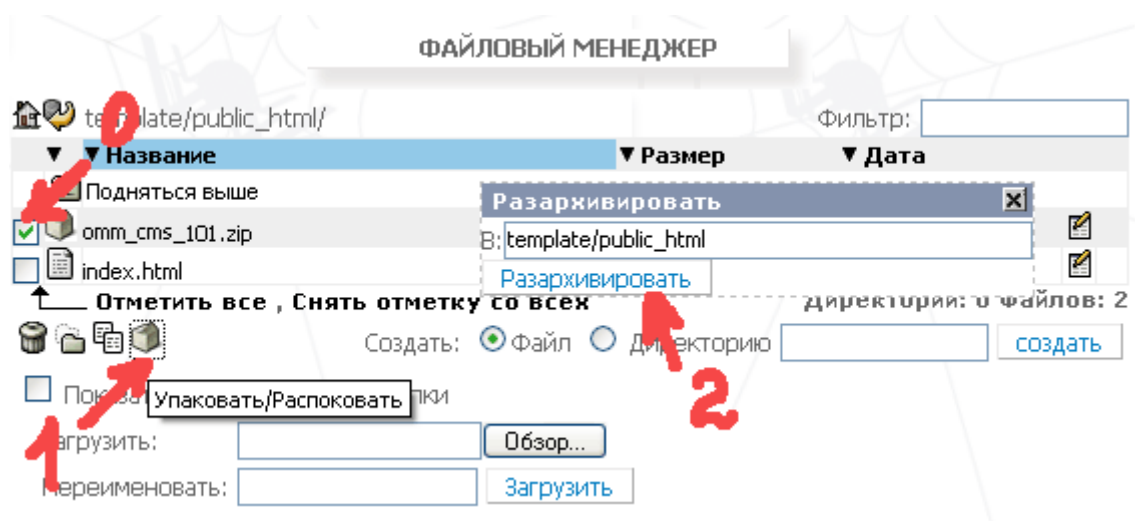 ФАЙЛОВЫЙ МЕНЕДЖЕР
template/public_html/ Фильтр:
▼ ▼Название ▼Размер ▼Дата
Подняться выше
Разархивировать
omm_cms_101.zip
В: template/public_html
index.html
Разархивировать
Отметить все , Снять отметку со всех Директорий: 0 Файлов: 2
Создать: Файл Директорию создать
Упаковать/Распоковать
Загрузить: Обзор...
Переименовать: Загрузить
0
1
2